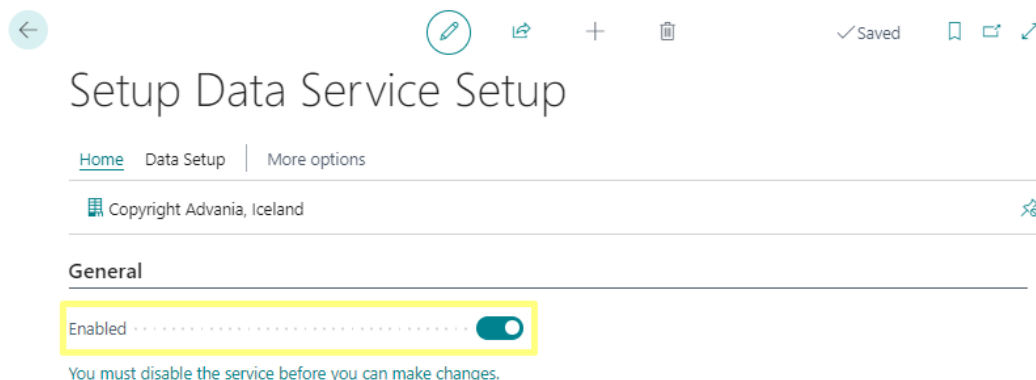 Saved
Setup Data Service Setup
Home Data Setup More options
Copyright Advania, Iceland
General
Enabled
You must disable the service before you can make changes.